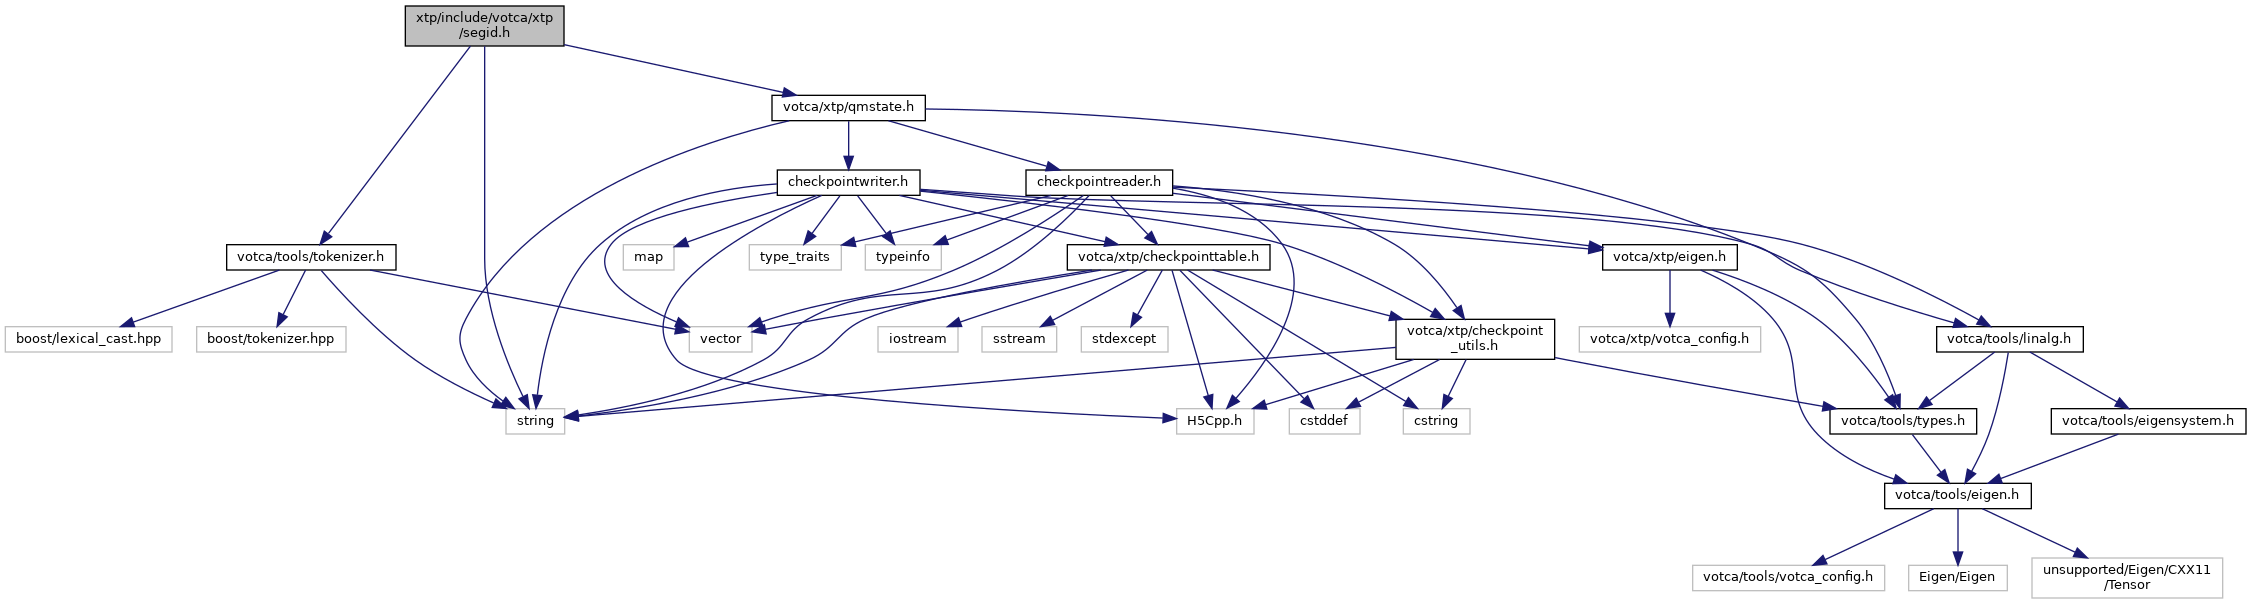 xtp/include/votca/xtp
/segid.h
votca/xtp/qmstate.h
checkpointwriter.h
checkpointreader.h
votca/tools/tokenizer.h
map
type_traits
typeinfo
votca/xtp/checkpointtable.h
votca/xtp/eigen.h
boost/lexical_cast.hpp
boost/tokenizer.hpp
vector
iostream
sstream
stdexcept
votca/xtp/checkpoint
_utils.h
votca/xtp/votca_config.h
votca/tools/linalg.h
string
H5Cpp.h
cstddef
cstring
votca/tools/types.h
votca/tools/eigensystem.h
votca/tools/eigen.h
votca/tools/votca_config.h
Eigen/Eigen
unsupported/Eigen/CXX11
/Tensor